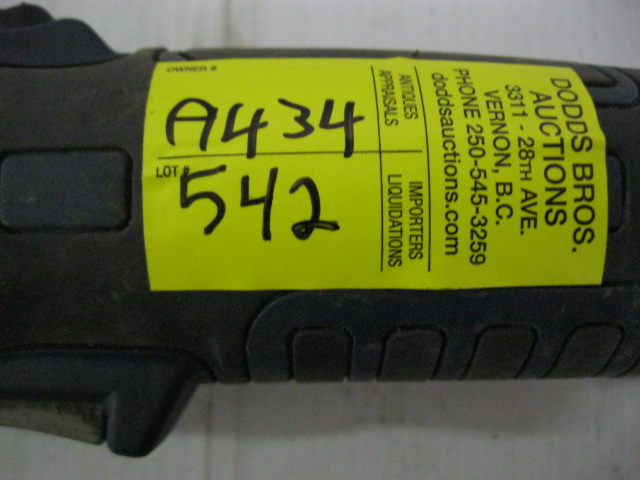 OWNER #
A434
LOT #
542
ANTIQUES
APPRAISALS
IMPORTERS
LIQUIDATIONS
DODDS BROS.
AUCTIONS
3311 - 28TH AVE.
VERNON, B.C.
PHONE 250-545-3259
doddsauctions.com